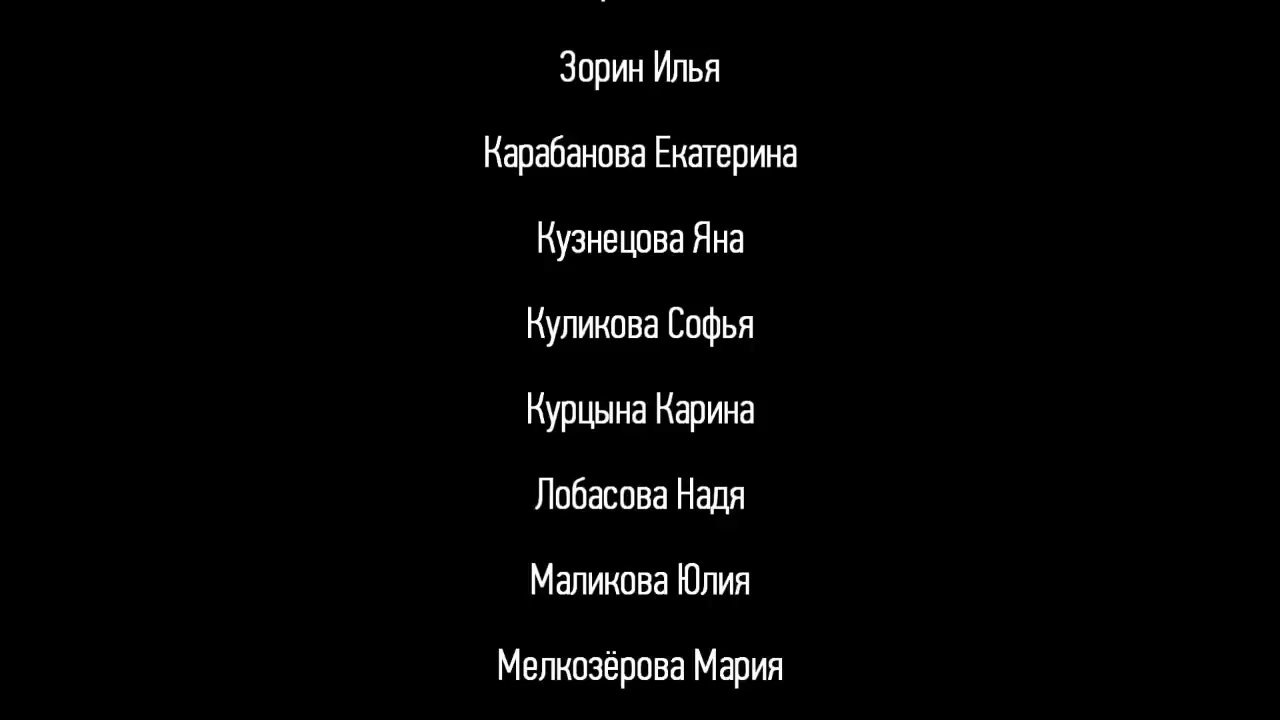 Зорин Илья
Карабанова Екатерина
Кузнецова Яна
Куликова Софья
Курцына Карина
Лобасова Надя
Маликова Юлия
Мелкозёрова Мария